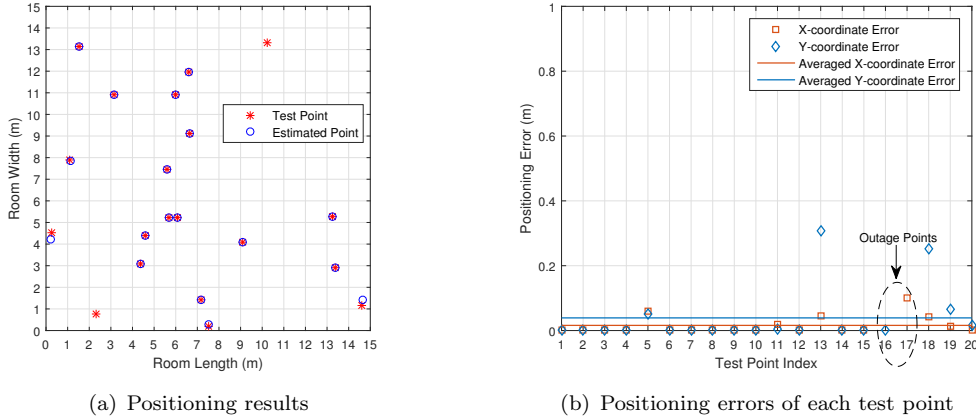 15
14
13
12
11
10
9
8
7
6
5
4
3
2
1
0
Room Width (m)
Test Point
Estimated Point
0 1 2 3 4 5 6 7 8 9 10 11 12 13 14 15
Room Length (m)
(a) Positioning results
1
0.8
0.6
0.4
0.2
0
Positioning Error (m)
X-coordinate Error
Y-coordinate Error
Averaged X-coordinate Error
Averaged Y-coordinate Error
Outage Points
1 2 3 4 5 6 7 8 9 10 11 12 13 14 15 16 17 18 19 20
Test Point Index
(b) Positioning errors of each test point